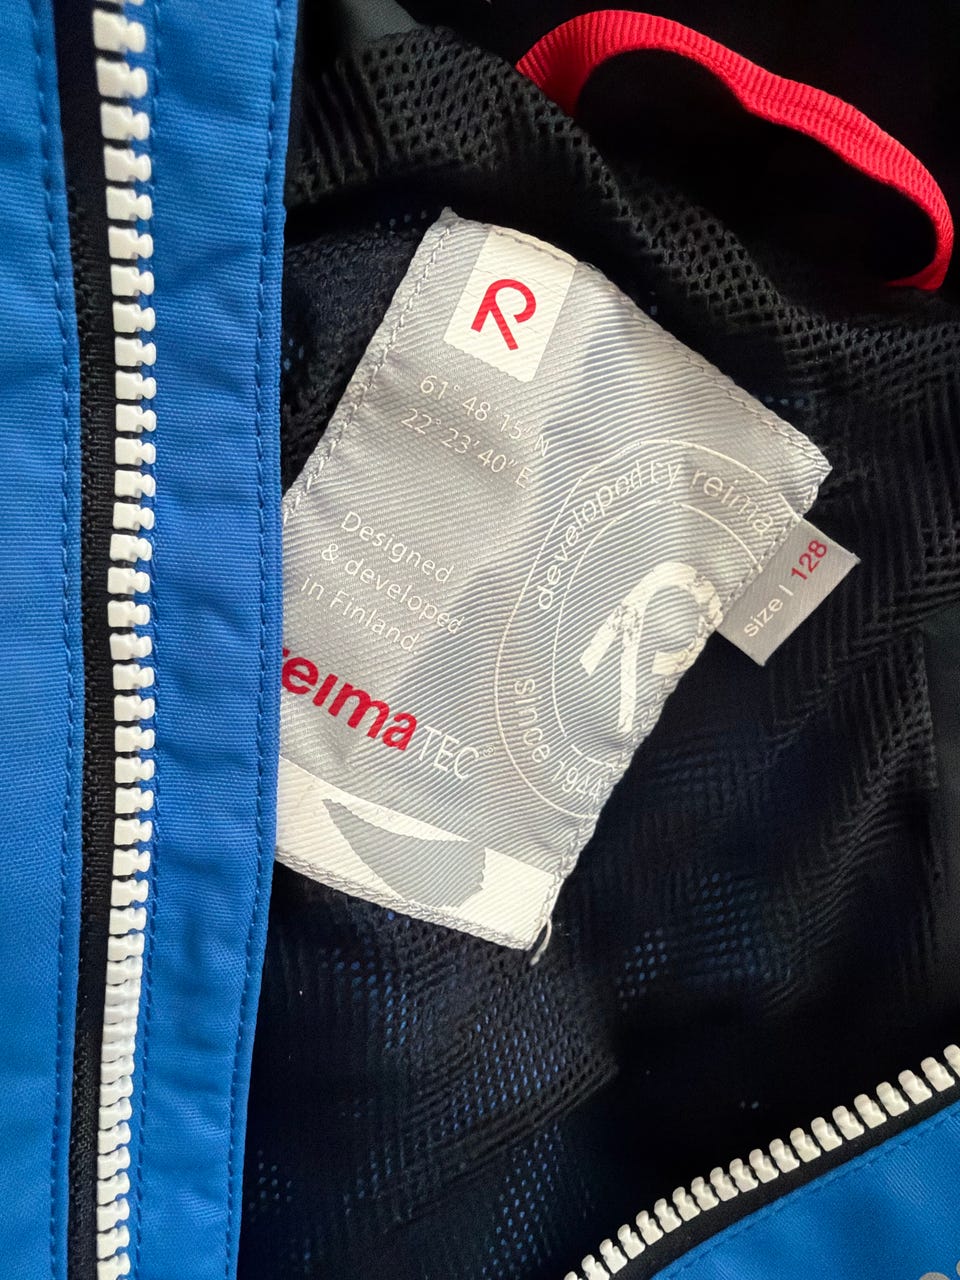 61° 48' 15" N
22° 23' 40" E
Designed
& developed
in Finland
reimaTEC®
developed by reima
since 1944
size | 128